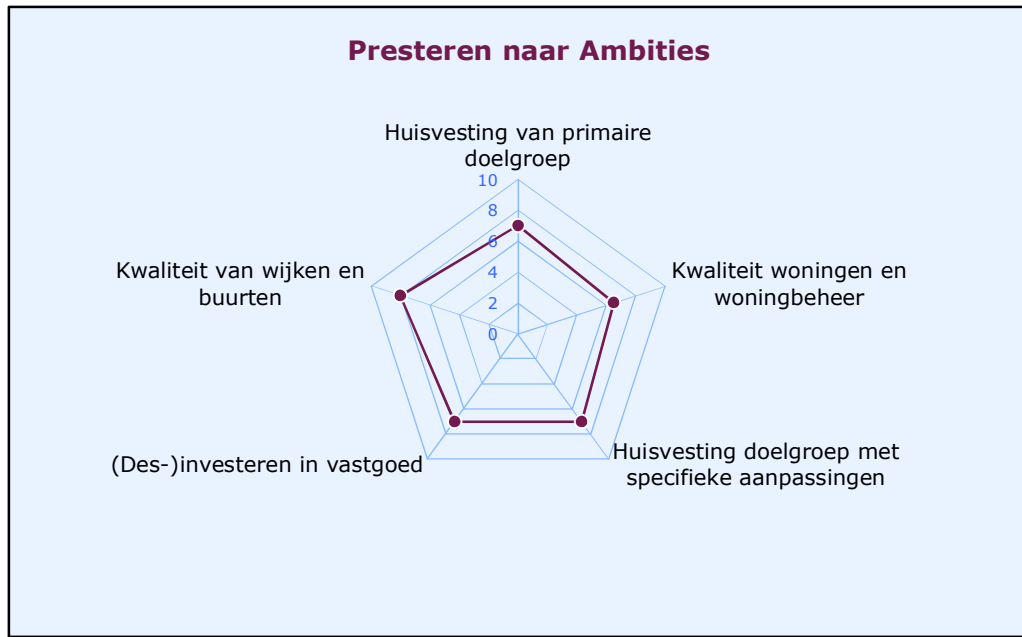 Presteren naar Ambities
Huisvesting van primaire
doelgroep
10
8
6
4
2
0
Kwaliteit van wijken en
buurten
Kwaliteit woningen en
woningbeheer
(Des-)investeren in vastgoed
Huisvesting doelgroep met
specifieke aanpassingen